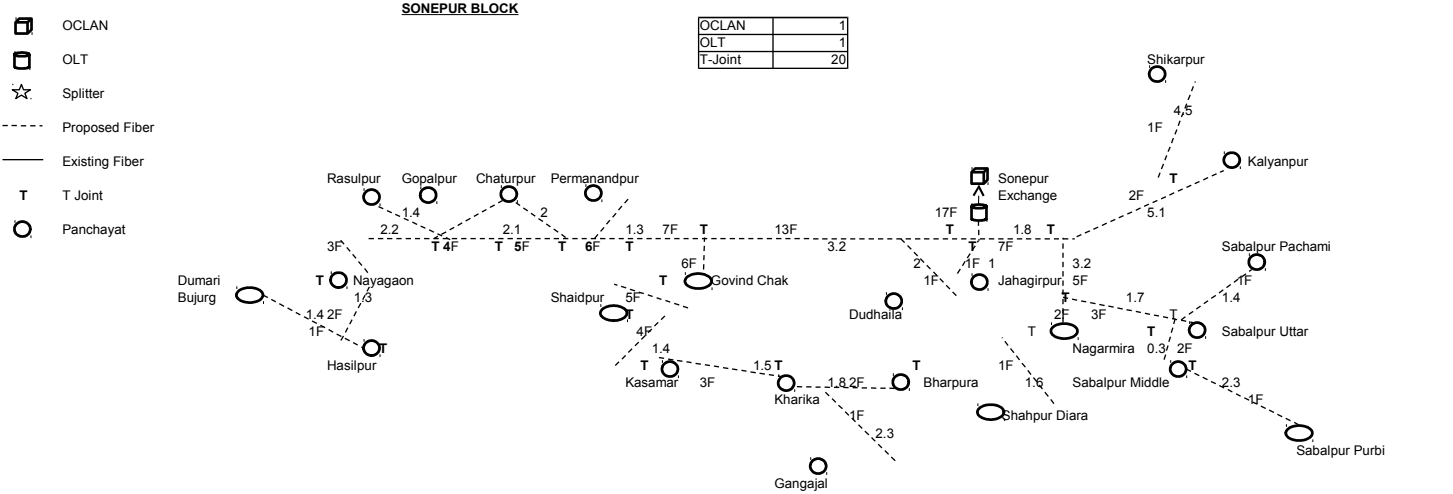 SONEPUR BLOCK
OCLAN
OLT
Splitter
Proposed Fiber
Existing Fiber
T T Joint
Panchayat
OCLAN 1
OLT 1
T-Joint 20
Shikarpur
4.5
1F
Kalyanpur
T
2F
5.1
Rasulpur Gopalpur Chaturpur Permanandpur
Sonepur
Exchange
1.4 2 17F
2.2 2.1 1.3 7F T 13F T 1.8 T
T 4F T 5F T 6F T 3.2 T 7F
3F
6F 2 1F 1 3.2
Sabalpur Pachami
Dumari
Bujurg
T Nayagaon
T Govind Chak
1F
Jahagirpur
5F
1F
1.3
Shaidpur 5F
T
Dudhaila
T 1.7 1.4
1.4 2F
1F
4F
2F 3F T
T
Nagarmira
T
Sabalpur Uttar
Hasilpur
T
1.4
T
Kasamar
3F
1.5 T
Kharika
1.8 2F
T
Bharpura
1F
1.6
0.3 2F
Sabalpur Middle
T
2.3
1F
1F
2.3
Shahpur Diara
Sabalpur Purbi
Gangajal